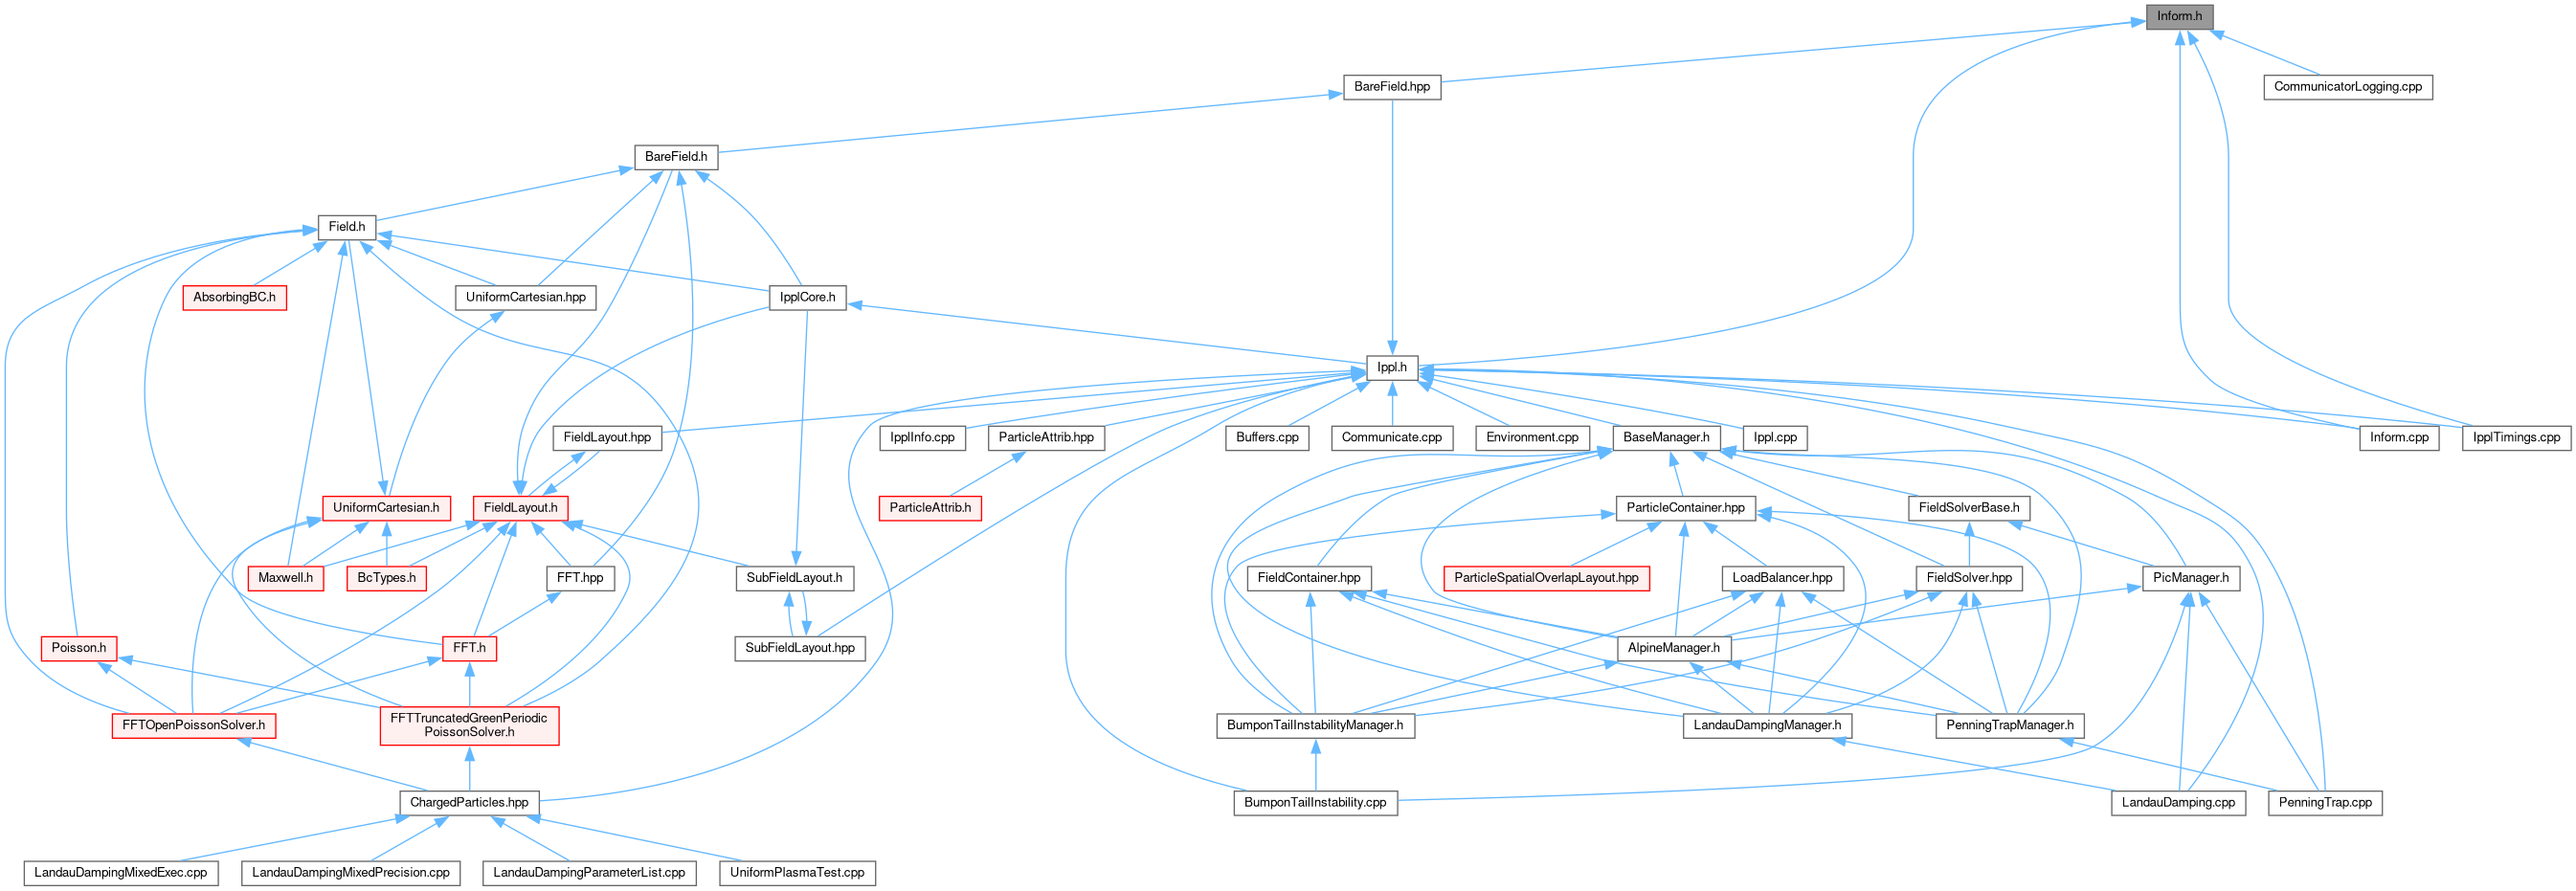 Inform.h
BareField.hpp
CommunicatorLogging.cpp
BareField.h
Field.h
AbsorbingBC.h
UniformCartesian.hpp
IpplCore.h
Ippl.h
FieldLayout.hpp
IpplInfo.cpp
ParticleAttrib.hpp
Buffers.cpp
Communicate.cpp
Environment.cpp
BaseManager.h
Ippl.cpp
Inform.cpp
IpplTimings.cpp
UniformCartesian.h
FieldLayout.h
ParticleAttrib.h
ParticleContainer.hpp
FieldSolverBase.h
Maxwell.h
BcTypes.h
FFT.hpp
SubFieldLayout.h
FieldContainer.hpp
ParticleSpatialOverlapLayout.hpp
LoadBalancer.hpp
FieldSolver.hpp
PicManager.h
Poisson.h
FFT.h
SubFieldLayout.hpp
AlpineManager.h
FFTOpenPoissonSolver.h
FFTTruncatedGreenPeriodic
PoissonSolver.h
BumponTailInstabilityManager.h
LandauDampingManager.h
PenningTrapManager.h
ChargedParticles.hpp
BumponTailInstability.cpp
LandauDamping.cpp
PenningTrap.cpp
LandauDampingMixedExec.cpp
LandauDampingMixedPrecision.cpp
LandauDampingParameterList.cpp
UniformPlasmaTest.cpp